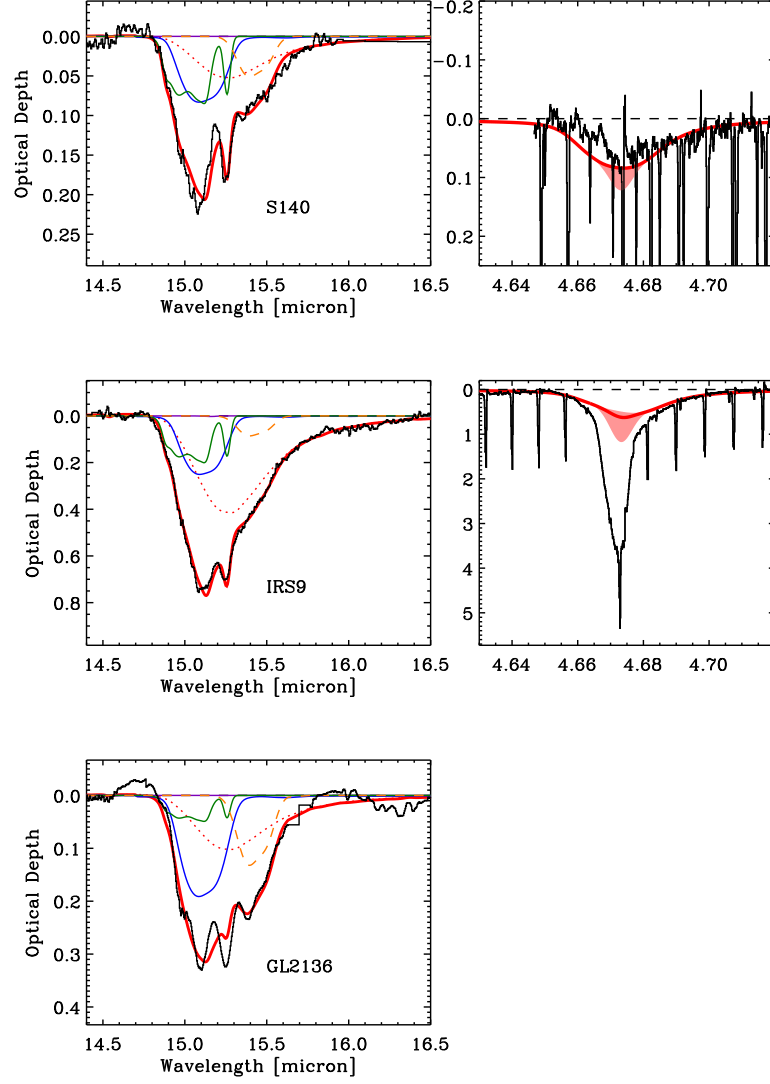 0.00
0.05
0.10
0.15
0.20
0.25
Optical Depth
S140
14.5 15.0 15.5 16.0 16.5
Wavelength [micron]
-0.2
-0.1
0.0
0.1
0.2
4.64 4.66 4.68 4.70
0.0
0.2
0.4
0.6
0.8
Optical Depth
IRS9
14.5 15.0 15.5 16.0 16.5
Wavelength [micron]
0
1
2
3
4
5
4.64 4.66 4.68 4.70
0.0
0.1
0.2
0.3
0.4
Optical Depth
GL2136
14.5 15.0 15.5 16.0 16.5
Wavelength [micron]